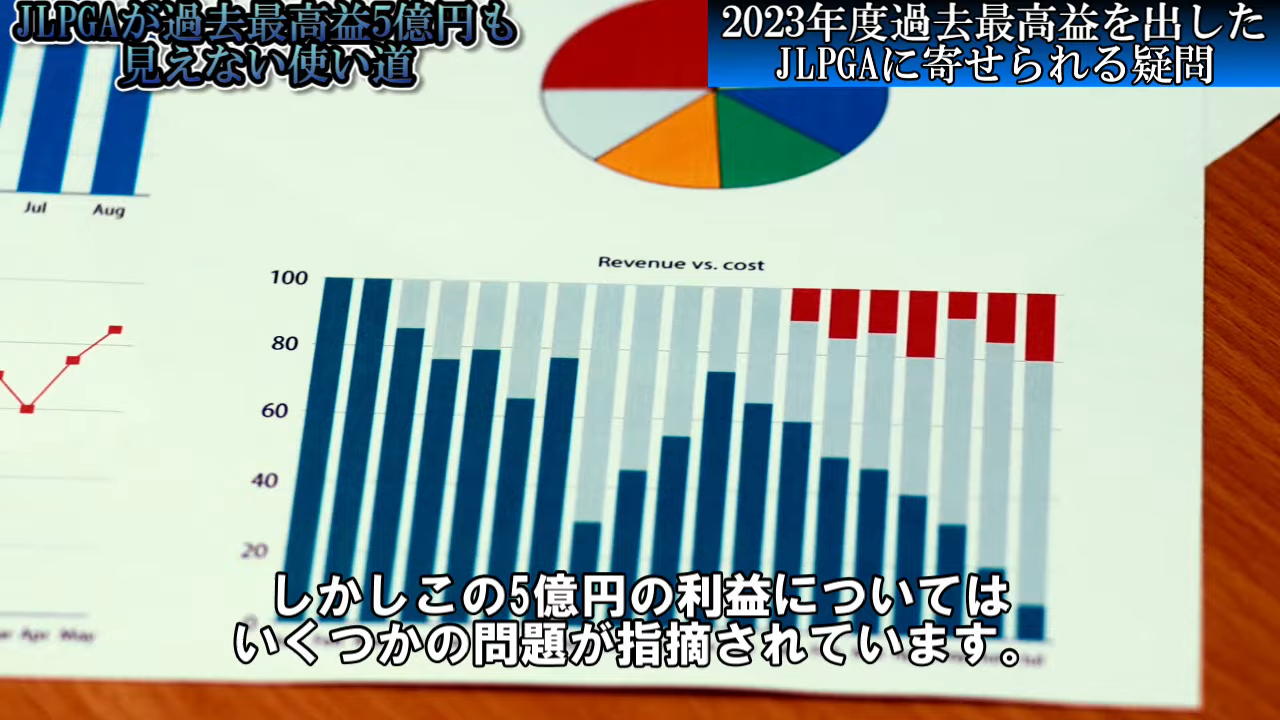 JLPGAが過去最高益5億円も
見えない使い道
2023年度過去最高益を出した
JLPGAに寄せられる疑問
Jul Aug
Revenue vs. cost
100
80
60
40
20
Apr May
しかしこの5億円の利益については
いくつかの問題が指摘されています。